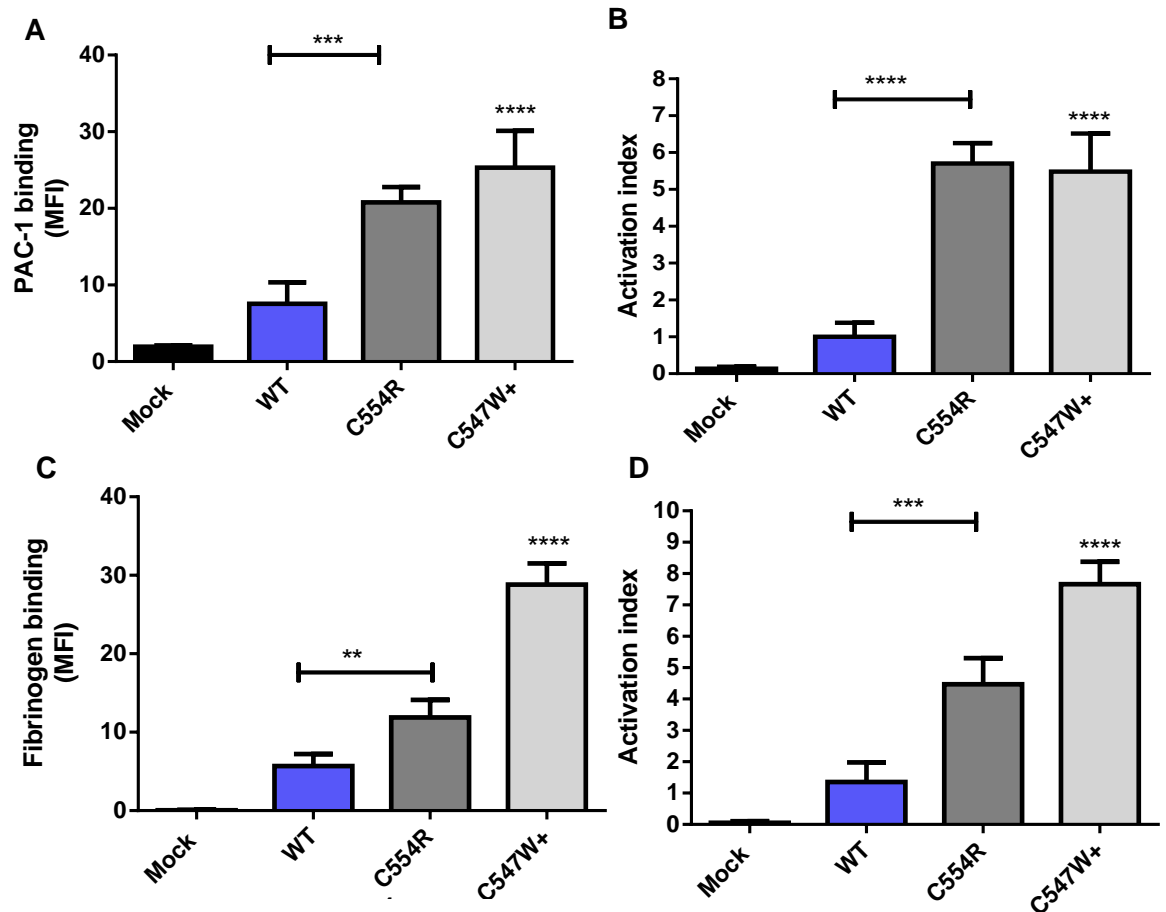 A
PAC-1 binding
(MFI)
40
30
20
10
0
***
****
Mock
WT
C554R
C547W+
B
Activation index
8
7
6
5
4
3
2
1
0
****
****
Mock
WT
C554R
C547W+
C
Fibrinogen binding
(MFI)
40
30
20
10
0
**
****
Mock
WT
C554R
C547W+
D
Activation index
10
9
8
7
6
5
4
3
2
1
0
***
****
Mock
WT
C554R
C547W+